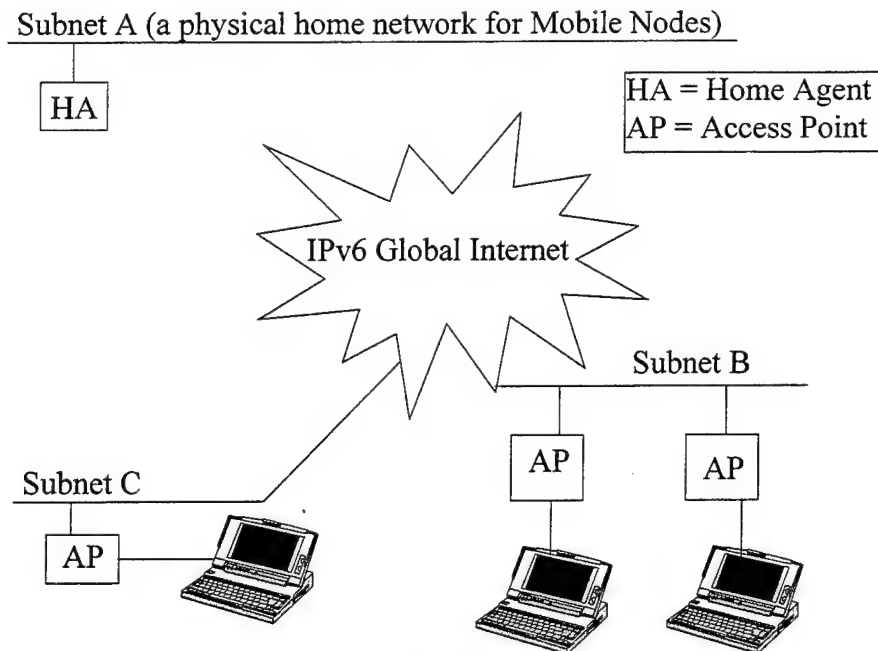 Subnet A (a physical home network for Mobile Nodes)
HA
HA = Home Agent
AP = Access Point
IPv6 Global Internet
Subnet B
AP
AP
Subnet C
AP